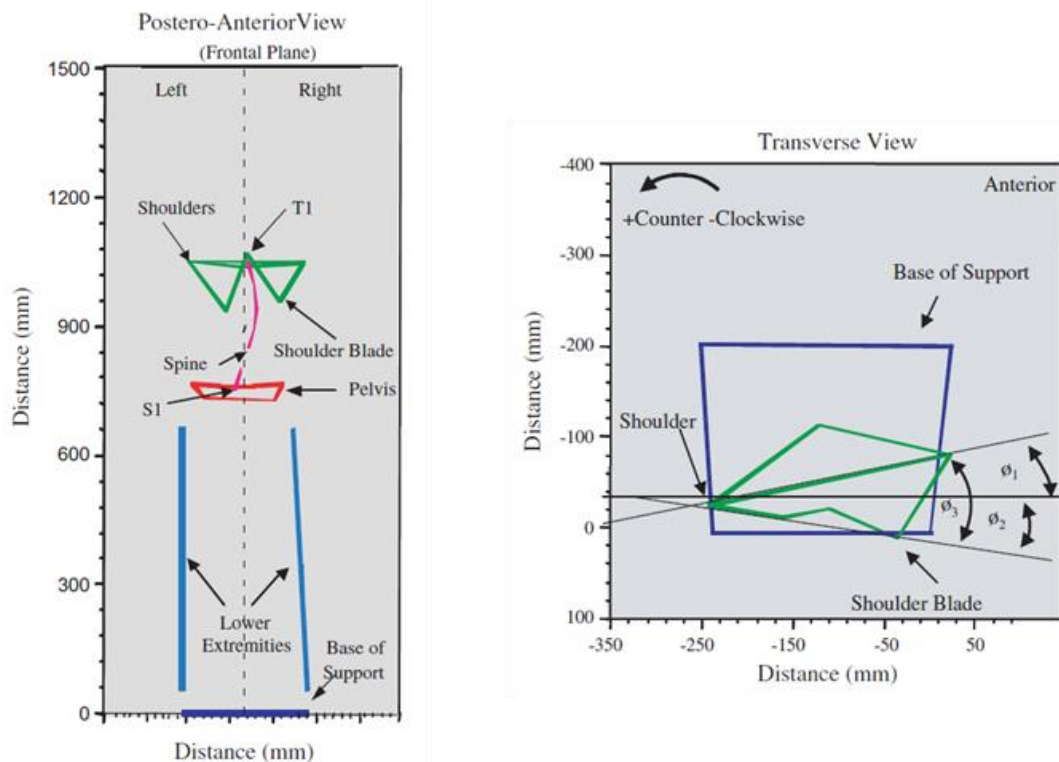 Postero-AnteriorView
(Frontal Plane)
1500
Left
Right
1200
Shoulders
T1
900
Spine
Shoulder Blade
Pelvis
S1
600
Lower
Extremities
Base of
Support
300
0
Distance (mm)
Distance (mm)
Transverse View
-400
Anterior
+Counter -Clockwise
-300
Base of Support
-200
Shoulder
-100
ø1
ø3
ø2
0
Shoulder Blade
100
-350
-250
-150
-50
50
Distance (mm)
Distance (mm)